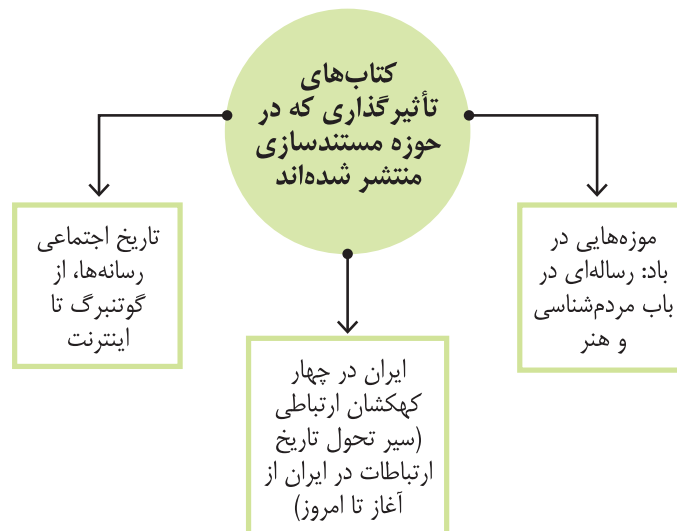 کتاب‌های
تأثیرگذاری که در
حوزه مستندسازی
منتشر شده‌اند
موزه‌هایی در
باد: رساله‌ای در
باب مردم‌شناسی
و هنر
ایران در چهار
کهکشان ارتباطی
(سیر تحول تاریخ
ارتباطات در ایران از
آغاز تا امروز)
تاریخ اجتماعی
رسانه‌ها، از
گوتنبرگ تا
اینترنت